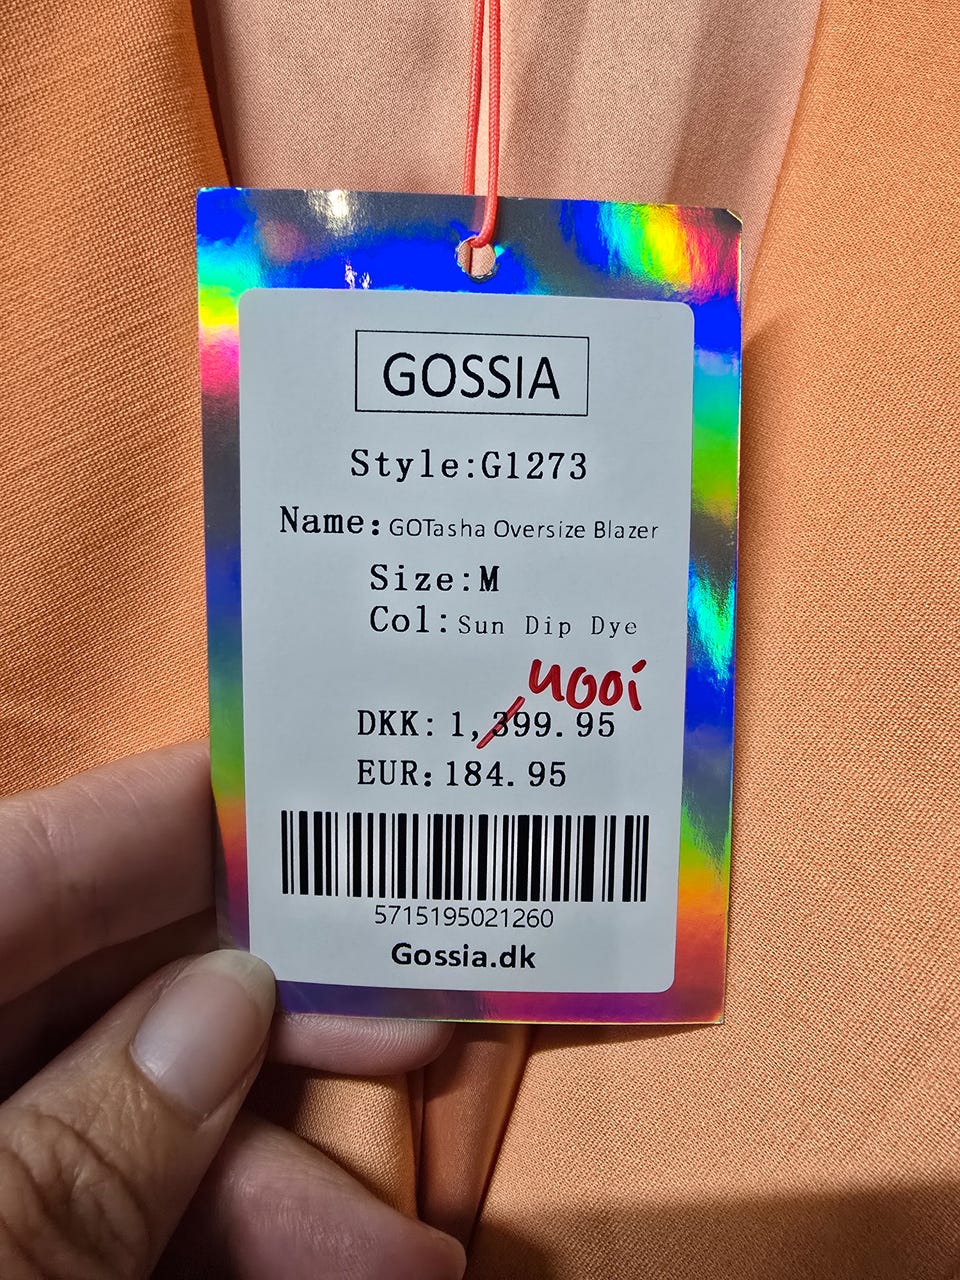 GOSSIA
Style:G1273
Name: GOTasha Oversize Blazer
Size:M
Col:Sun Dip Dye
DKK: 1,399.95
EUR: 184.95
5715195021260
Gossia.dk